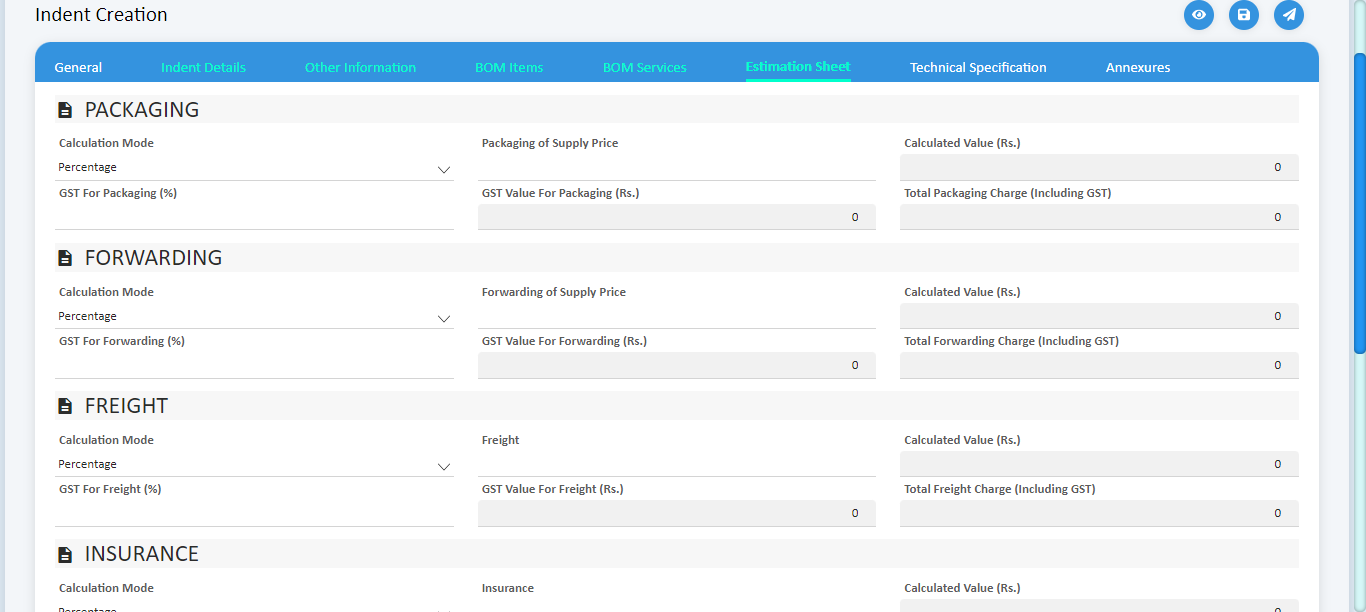 Indent Creation
General Indent Details Other Information BOM Items BOM Services Estimation Sheet Technical Specification Annexures
PACKAGING
Calculation Mode Packaging of Supply Price Calculated Value (Rs.)
Percentage 0
GST For Packaging (%) GST Value For Packaging (Rs.) Total Packaging Charge (Including GST)
0 0
FORWARDING
Calculation Mode Forwarding of Supply Price Calculated Value (Rs.)
Percentage 0
GST For Forwarding (%) GST Value For Forwarding (Rs.) Total Forwarding Charge (Including GST)
0 0
FREIGHT
Calculation Mode Freight Calculated Value (Rs.)
Percentage 0
GST For Freight (%) GST Value For Freight (Rs.) Total Freight Charge (Including GST)
0 0
INSURANCE
Calculation Mode Insurance Calculated Value (Rs.)
Percentage 0